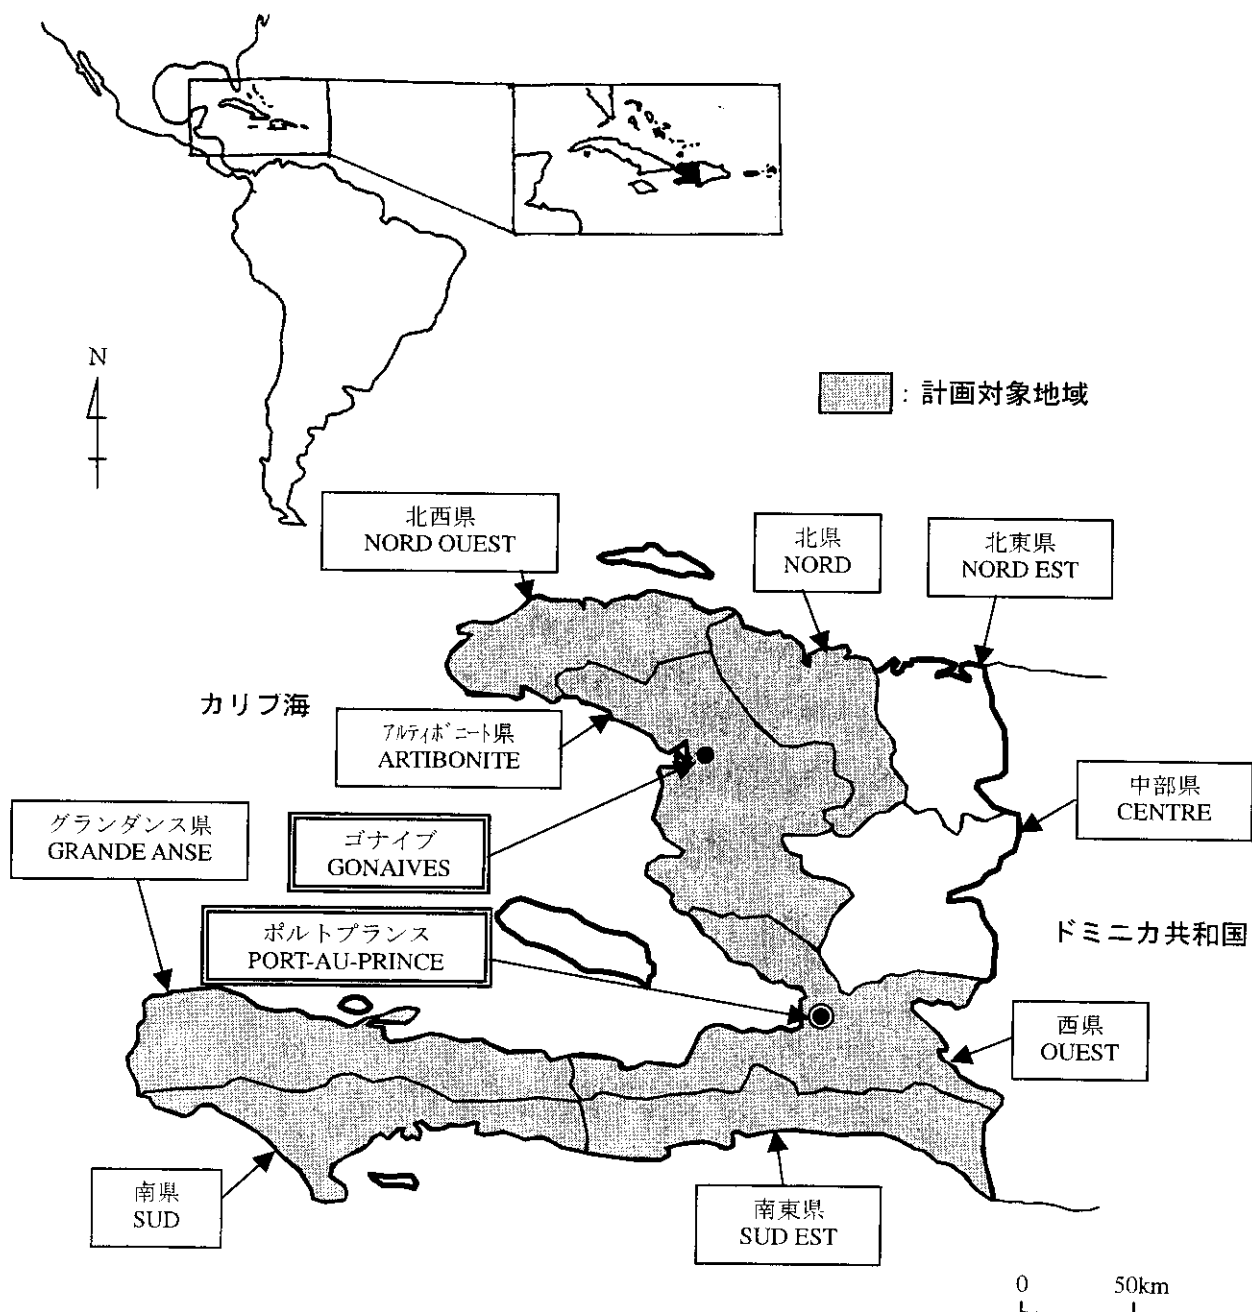 N
: 計画対象地域
北西県
NORD OUEST
北県
NORD
北東県
NORD EST
カリブ海
アルティボニート県
ARTIBONITE
中部県
CENTRE
グランダンス県
GRANDE ANSE
ゴナイブ
GONAIVES
ポルトプランス
PORT-AU-PRINCE
ドミニカ共和国
西県
OUEST
南県
SUD
南東県
SUD EST
0 50km